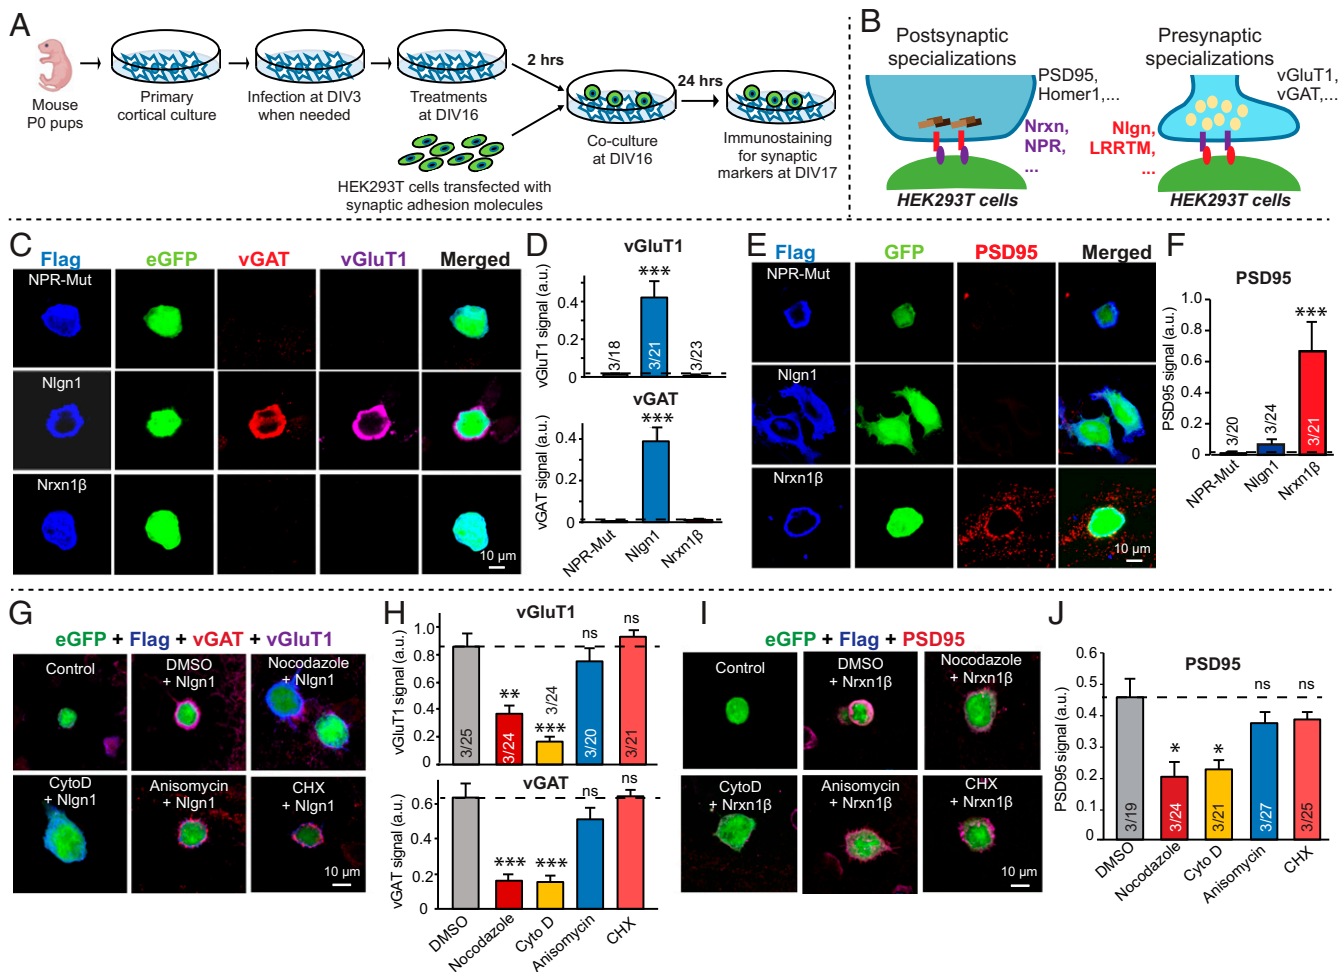 A
Mouse
P0 pups
Primary
cortical culture
Infection at DIV3
when needed
Treatments
at DIV16
2 hrs
HEK293T cells transfected with
synaptic adhesion molecules
Co-culture
at DIV16
24 hrs
Immunostaining
for synaptic
markers at DIV17
B
Postsynaptic
specializations
PSD95,
Homer1,...
Nrxn,
NPR,
...
HEK293T cells
Presynaptic
specializations
vGluT1,
vGAT,...
Nlgn,
LRRTM,
...
HEK293T cells
C
Flag eGFP vGAT vGluT1 Merged
NPR-Mut
Nlgn1
Nrxn1β
10 μm
D
vGluT1
vGluT1 signal (a.u.)
0.4
0.2
0
3/18
3/21
3/23
***
vGAT
vGAT signal (a.u.)
0.4
0.2
0
***
NPR-Mut
Nlgn1
Nrxn1β
E
Flag GFP PSD95 Merged
NPR-Mut
Nlgn1
Nrxn1β
10 μm
F
PSD95
PSD95 signal (a.u.)
1.0
0.8
0.6
0.4
0.2
0
3/20
3/24
3/21
***
NPR-Mut
Nlgn1
Nrxn1β
G
eGFP + Flag + vGAT + vGluT1
Control
DMSO
+ Nlgn1
Nocodazole
+ Nlgn1
CytoD
+ Nlgn1
Anisomycin
+ Nlgn1
CHX
+ Nlgn1
10 μm
H
vGluT1
vGluT1 signal (a.u.)
1.0
0.8
0.6
0.4
0.2
0
3/25
3/24
3/24
3/20
3/21
**
***
ns
ns
vGAT
vGAT signal (a.u.)
0.6
0.4
0.2
0
***
***
ns
ns
DMSO
Nocodazole
Cyto D
Anisomycin
CHX
I
eGFP + Flag + PSD95
Control
DMSO
+ Nrxn1β
Nocodazole
+ Nrxn1β
CytoD
+ Nrxn1β
Anisomycin
+ Nrxn1β
CHX
+ Nrxn1β
10 μm
J
PSD95
PSD95 signal (a.u.)
0.6
0.5
0.4
0.3
0.2
0.1
0
3/19
3/24
3/21
3/27
3/25
*
*
ns
ns
DMSO
Nocodazole
Cyto D
Anisomycin
CHX